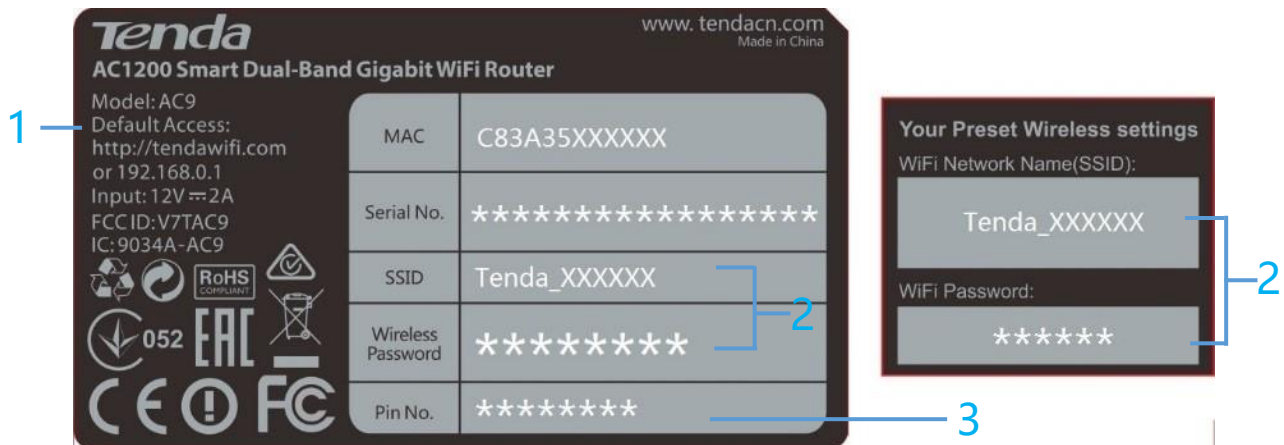 Tenda
www. tendacn.com
Made in China
AC1200 Smart Dual-Band Gigabit WiFi Router
1
Model: AC9
Default Access:
http://tendawifi.com
or 192.168.0.1
Input: 12V⎓2A
FCC ID: V7TAC9
IC: 9034A-AC9
RoHS
COMPLIANT
052
EAC
CE
FC
MAC C83A35XXXXXX
Serial No. *****************
SSID Tenda_XXXXXX
2
Wireless
Password ********
Pin No. ********
3
Your Preset Wireless settings
WiFi Network Name(SSID):
Tenda_XXXXXX
2
WiFi Password:
******